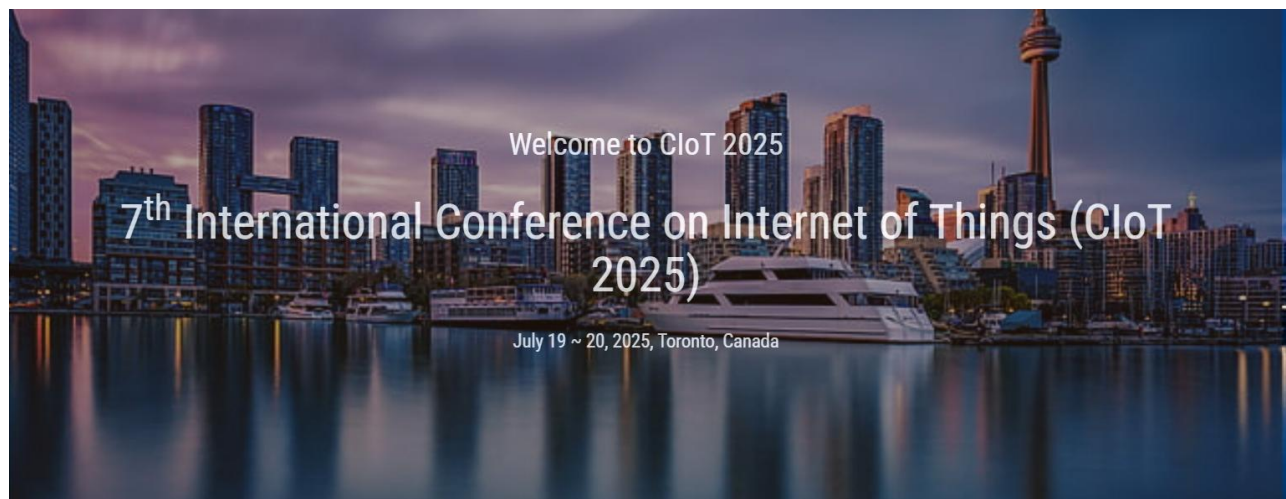 Welcome to CIoT 2025
7th International Conference on Internet of Things (CIoT
2025)
July 19 ~ 20, 2025, Toronto, Canada